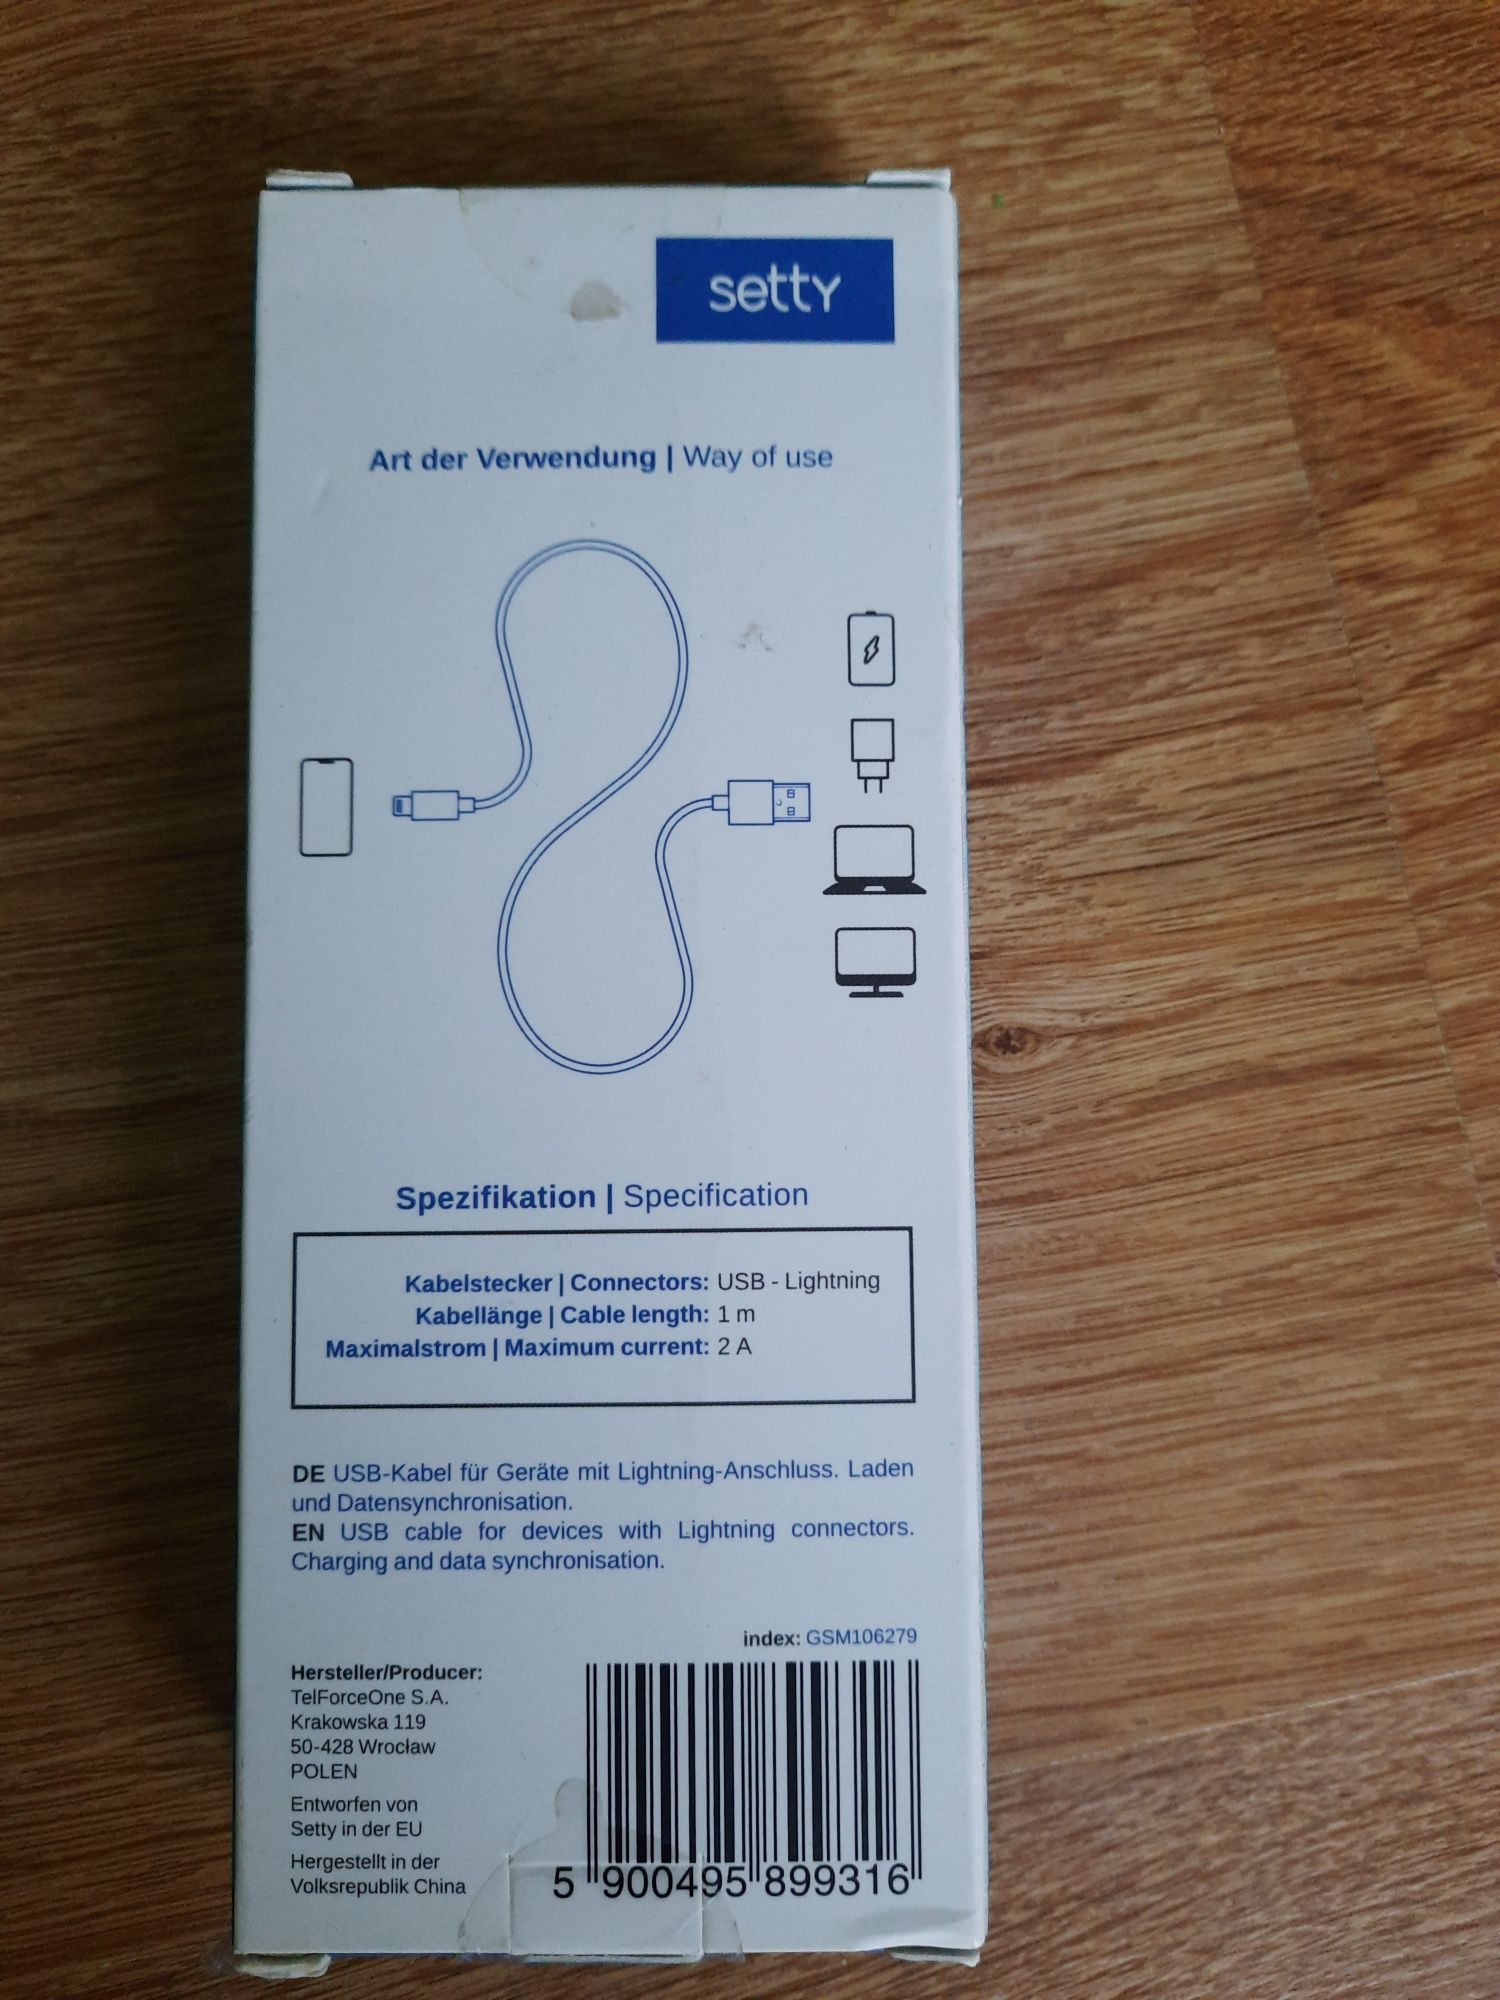 setty
Art der Verwendung | Way of use
Spezifikation | Specification
Kabelstecker | Connectors: USB - Lightning
Kabellänge | Cable length: 1 m
Maximalstrom | Maximum current: 2 A
DE USB-Kabel für Geräte mit Lightning-Anschluss. Laden
und Datensynchronisation.
EN USB cable for devices with Lightning connectors.
Charging and data synchronisation.
index: GSM106279
Hersteller/Producer:
TelForceOne S.A.
Krakowska 119
50-428 Wrocław
POLEN
Entworfen von
Setty in der EU
Hergestellt in der
Volksrepublik China
5 900495 899316